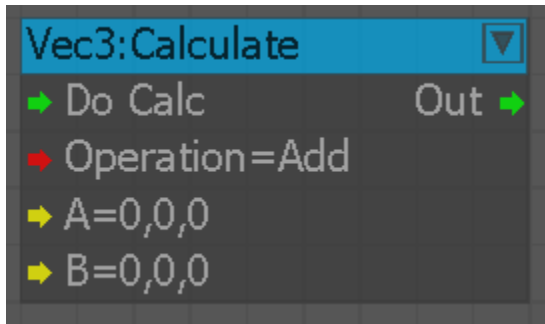 Vec3:Calculate
Do Calc Out
Operation=Add
A=0,0,0
B=0,0,0